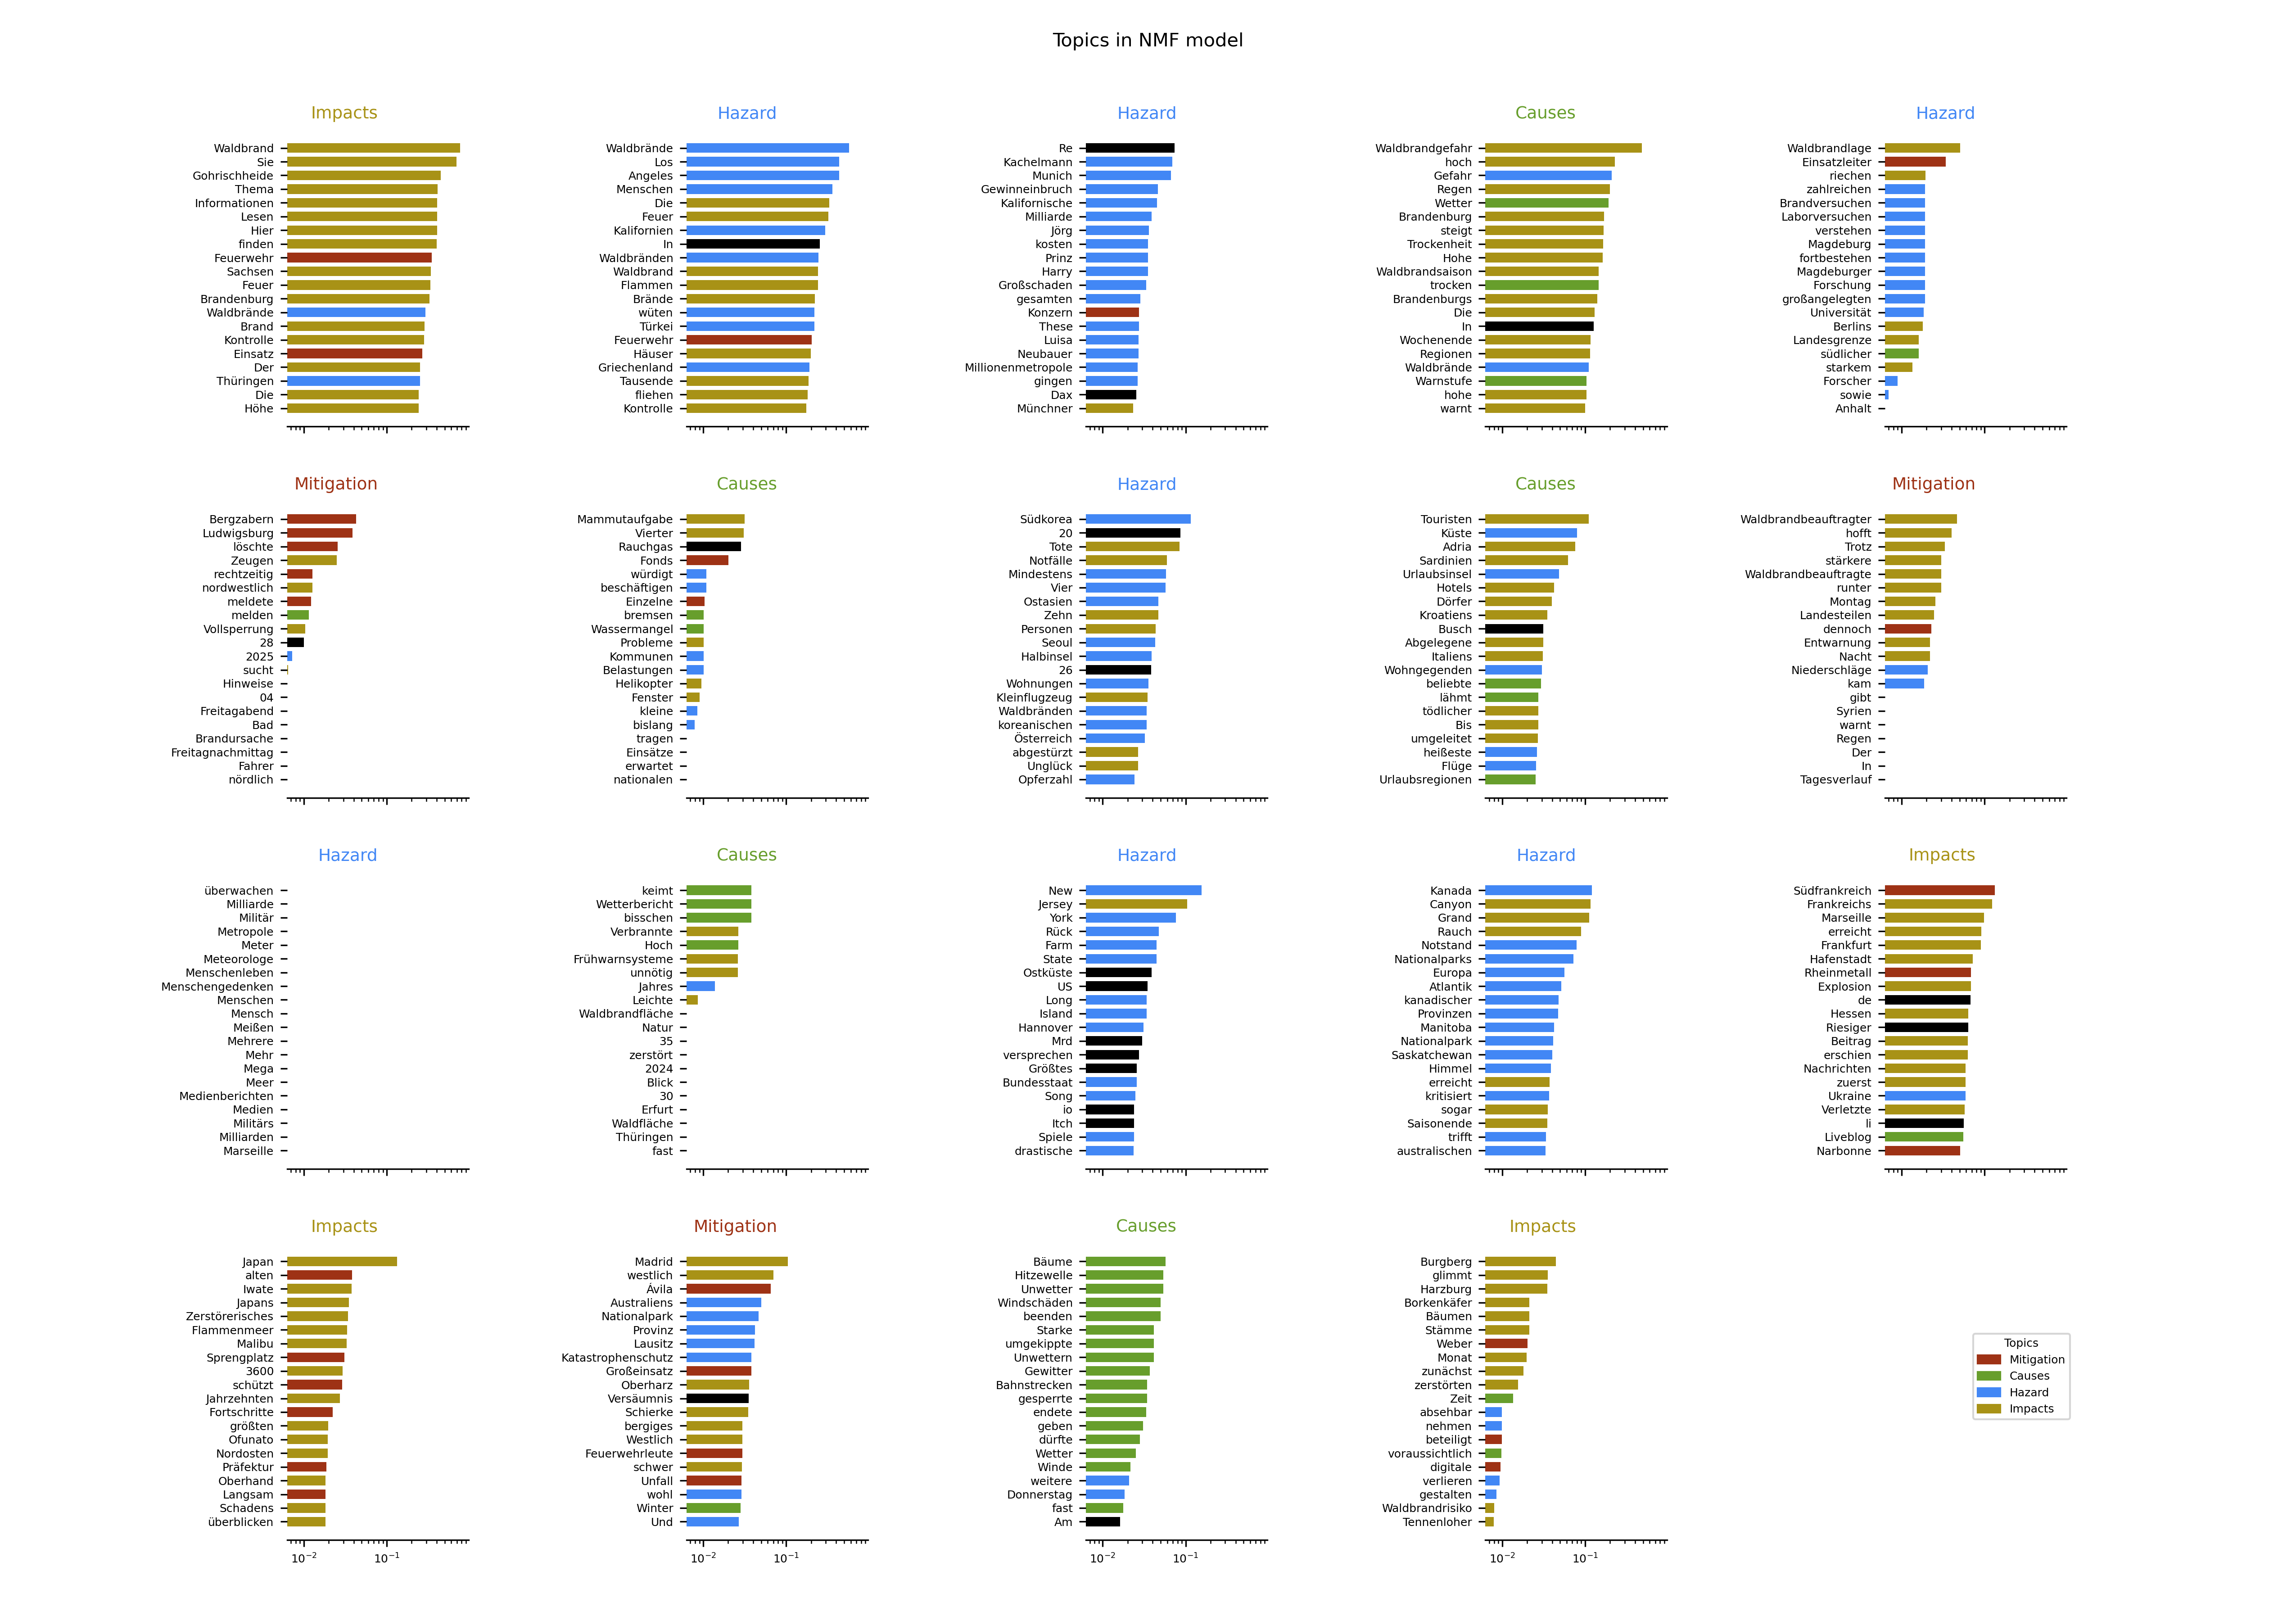 Topics in NMF model
Impacts
Waldbrand
Sie
Gohrischheide
Thema
Informationen
Lesen
Hier
finden
Feuerwehr
Sachsen
Feuer
Brandenburg
Waldbrände
Brand
Kontrolle
Einsatz
Der
Thüringen
Die
Höhe
Hazard
Waldbrände
Los
Angeles
Menschen
Die
Feuer
Kalifornien
In
Waldbränden
Waldbrand
Flammen
Brände
wüten
Türkei
Feuerwehr
Häuser
Griechenland
Tausende
fliehen
Kontrolle
Hazard
Re
Kachelmann
Munich
Gewinneinbruch
Kalifornische
Milliarde
Jörg
kosten
Prinz
Harry
Großschaden
gesamten
Konzern
These
Luisa
Neubauer
Millionenmetropole
gingen
Dax
Münchner
Causes
Waldbrandgefahr
hoch
Gefahr
Regen
Wetter
Brandenburg
steigt
Trockenheit
Hohe
Waldbrandsaison
trocken
Brandenburgs
Die
In
Wochenende
Regionen
Waldbrände
Warnstufe
hohe
warnt
Hazard
Waldbrandlage
Einsatzleiter
riechen
zahlreichen
Brandversuchen
Laborversuchen
verstehen
Magdeburg
fortbestehen
Magdeburger
Forschung
großangelegten
Universität
Berlins
Landesgrenze
südlicher
starkem
Forscher
sowie
Anhalt
Mitigation
Bergzabern
Ludwigsburg
löschte
Zeugen
rechtzeitig
nordwestlich
meldete
melden
Vollsperrung
28
2025
sucht
Hinweise
04
Freitagabend
Bad
Brandursache
Freitagnachmittag
Fahrer
nördlich
Causes
Mammutaufgabe
Vierter
Rauchgas
Fonds
würdigt
beschäftigen
Einzelne
bremsen
Wassermangel
Probleme
Kommunen
Belastungen
Helikopter
Fenster
kleine
bislang
tragen
Einsätze
erwartet
nationalen
Hazard
Südkorea
20
Tote
Notfälle
Mindestens
Vier
Ostasien
Zehn
Personen
Seoul
Halbinsel
26
Wohnungen
Kleinflugzeug
Waldbränden
koreanischen
Österreich
abgestürzt
Unglück
Opferzahl
Causes
Touristen
Küste
Adria
Sardinien
Urlaubsinsel
Hotels
Dörfer
Kroatiens
Busch
Abgelegene
Italiens
Wohngegenden
beliebte
lähmt
tödlicher
Bis
umgeleitet
heißeste
Flüge
Urlaubsregionen
Mitigation
Waldbrandbeauftragter
hofft
Trotz
stärkere
Waldbrandbeauftragte
runter
Montag
Landesteilen
dennoch
Entwarnung
Nacht
Niederschläge
kam
gibt
Syrien
warnt
Regen
Der
In
Tagesverlauf
Hazard
überwachen
Milliarde
Militär
Metropole
Meter
Meteorologe
Menschenleben
Menschengedenken
Menschen
Mensch
Meißen
Mehrere
Mehr
Mega
Meer
Medienberichten
Medien
Militärs
Milliarden
Marseille
Causes
keimt
Wetterbericht
bisschen
Verbrannte
Hoch
Frühwarnsysteme
unnötig
Jahres
Leichte
Waldbrandfläche
Natur
35
zerstört
2024
Blick
30
Erfurt
Waldfläche
Thüringen
fast
Hazard
New
Jersey
York
Rück
Farm
State
Ostküste
US
Long
Island
Hannover
Mrd
versprechen
Größtes
Bundesstaat
Song
io
Itch
Spiele
drastische
Hazard
Kanada
Canyon
Grand
Rauch
Notstand
Nationalparks
Europa
Atlantik
kanadischer
Provinzen
Manitoba
Nationalpark
Saskatchewan
Himmel
erreicht
kritisiert
sogar
Saisonende
trifft
australischen
Impacts
Südfrankreich
Frankreichs
Marseille
erreicht
Frankfurt
Hafenstadt
Rheinmetall
Explosion
de
Hessen
Riesiger
Beitrag
erschien
Nachrichten
zuerst
Ukraine
Verletzte
li
Liveblog
Narbonne
Impacts
Japan
alten
Iwate
Japans
Zerstörerisches
Flammenmeer
Malibu
Sprengplatz
3600
schützt
Jahrzehnten
Fortschritte
größten
Ofunato
Nordosten
Präfektur
Oberhand
Langsam
Schadens
überblicken
10⁻² 10⁻¹
Mitigation
Madrid
westlich
Ávila
Australiens
Nationalpark
Provinz
Lausitz
Katastrophenschutz
Großeinsatz
Oberharz
Versäumnis
Schierke
bergiges
Westlich
Feuerwehrleute
schwer
Unfall
wohl
Winter
Und
10⁻² 10⁻¹
Causes
Bäume
Hitzewelle
Unwetter
Windschäden
beenden
Starke
umgekippte
Unwettern
Gewitter
Bahnstrecken
gesperrte
endete
geben
dürfte
Wetter
Winde
weitere
Donnerstag
fast
Am
10⁻² 10⁻¹
Impacts
Burgberg
glimmt
Harzburg
Borkenkäfer
Bäumen
Stämme
Weber
Monat
zunächst
zerstörten
Zeit
absehbar
nehmen
beteiligt
voraussichtlich
digitale
verlieren
gestalten
Waldbrandrisiko
Tennenloher
10⁻² 10⁻¹
Topics
Mitigation
Causes
Hazard
Impacts